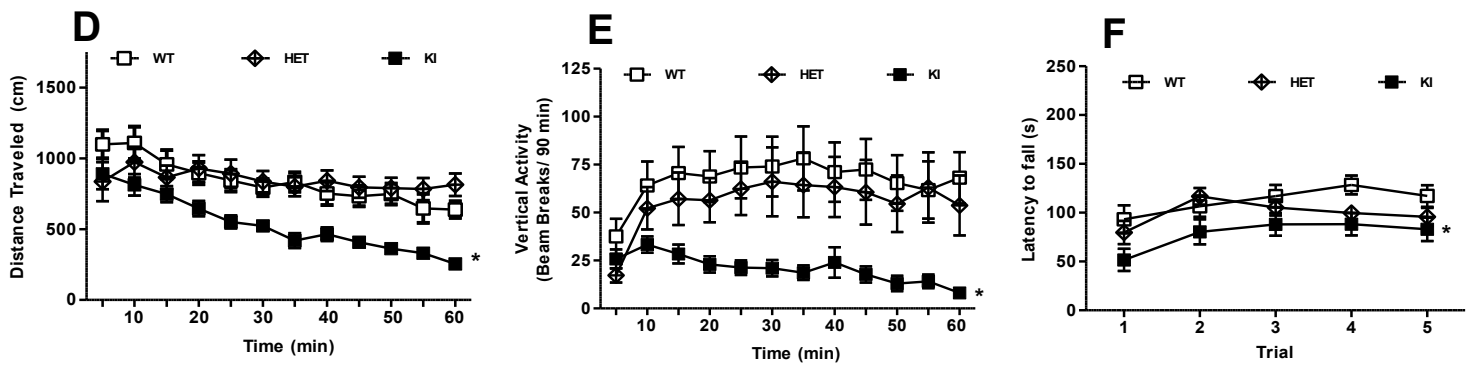 D
WT HET KI
Distance Traveled (cm)
1500
1000
500
0
10 20 30 40 50 60
Time (min)
*
E
WT HET KI
Vertical Activity
(Beam Breaks/ 90 min)
125
100
75
50
25
0
10 20 30 40 50 60
Time (min)
*
F
WT HET KI
Latency to fall (s)
250
200
150
100
50
0
1 2 3 4 5
Trial
*